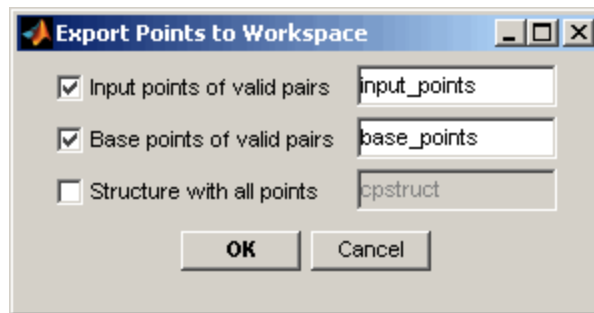 Export Points to Workspace
Input points of valid pairs input_points
Base points of valid pairs base_points
Structure with all points cpstruct
OK Cancel